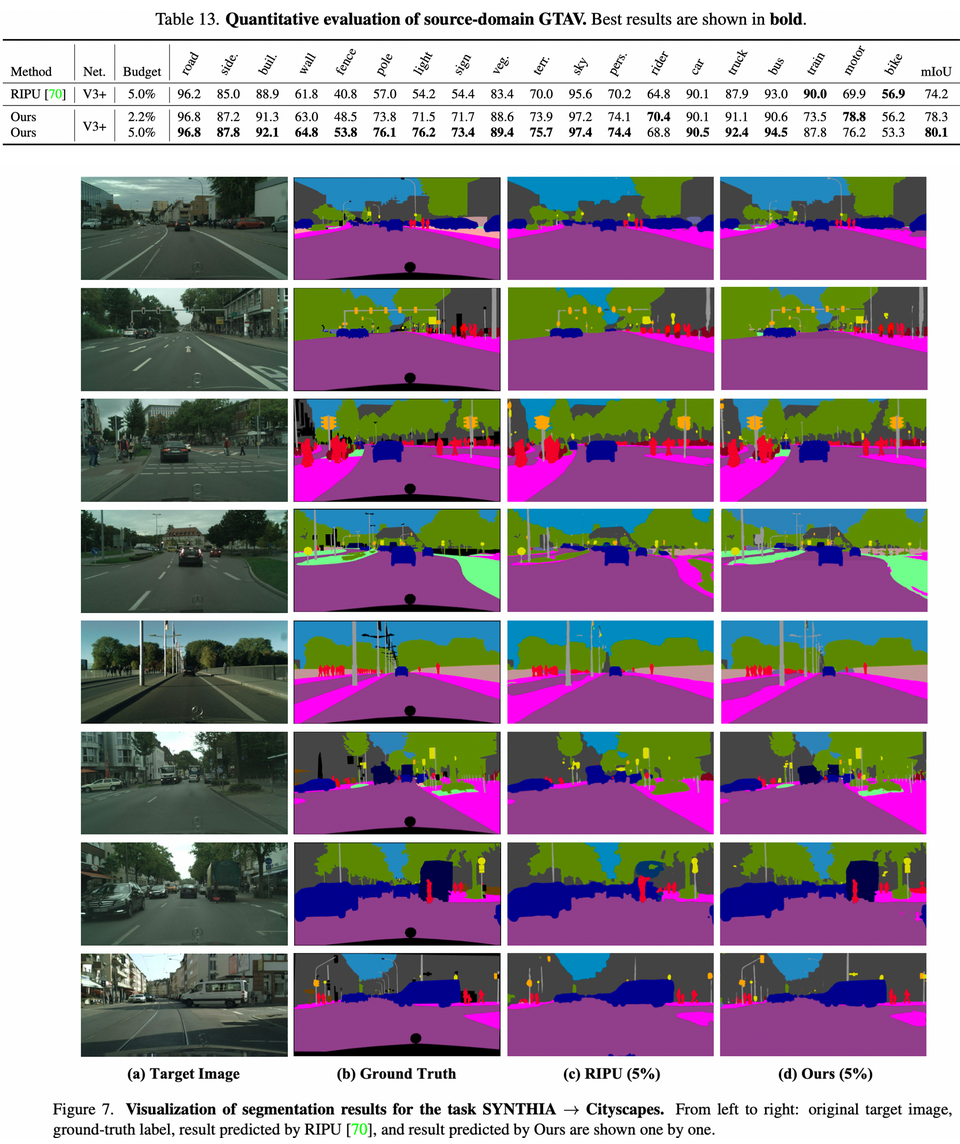 Table 13. Quantitative evaluation of source-domain GTAV. Best results are shown in bold.
Method Net. Budget road side. buil. wall fence pole light sign veg. terr. sky pers. rider car truck bus train motor bike mIoU
RIPU [70] V3+ 5.0% 96.2 85.0 88.9 61.8 40.8 57.0 54.2 54.4 83.4 70.0 95.6 70.2 64.8 90.1 87.9 93.0 90.0 69.9 56.9 74.2
Ours V3+ 2.2% 96.8 87.2 91.3 63.0 48.5 73.8 71.5 71.7 88.6 73.9 97.2 74.1 70.4 90.1 91.1 90.6 73.5 78.8 56.2 78.3
Ours 5.0% 96.8 87.8 92.1 64.8 53.8 76.1 76.2 73.4 89.4 75.7 97.4 74.4 68.8 90.5 92.4 94.5 87.8 76.2 53.3 80.1
(a) Target Image (b) Ground Truth (c) RIPU (5%) (d) Ours (5%)
Figure 7. Visualization of segmentation results for the task SYNTHIA → Cityscapes. From left to right: original target image,
ground-truth label, result predicted by RIPU [70], and result predicted by Ours are shown one by one.